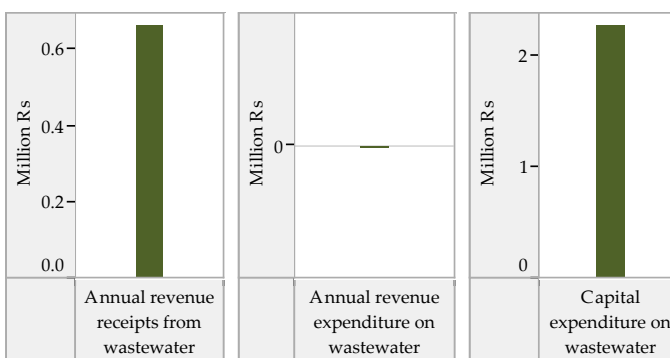 Million Rs
0.6
0.4
0.2
0.0
Annual revenue
receipts from
wastewater
Million Rs
0
Annual revenue
expenditure on
wastewater
Million Rs
2
1
0
Capital
expenditure on
wastewater